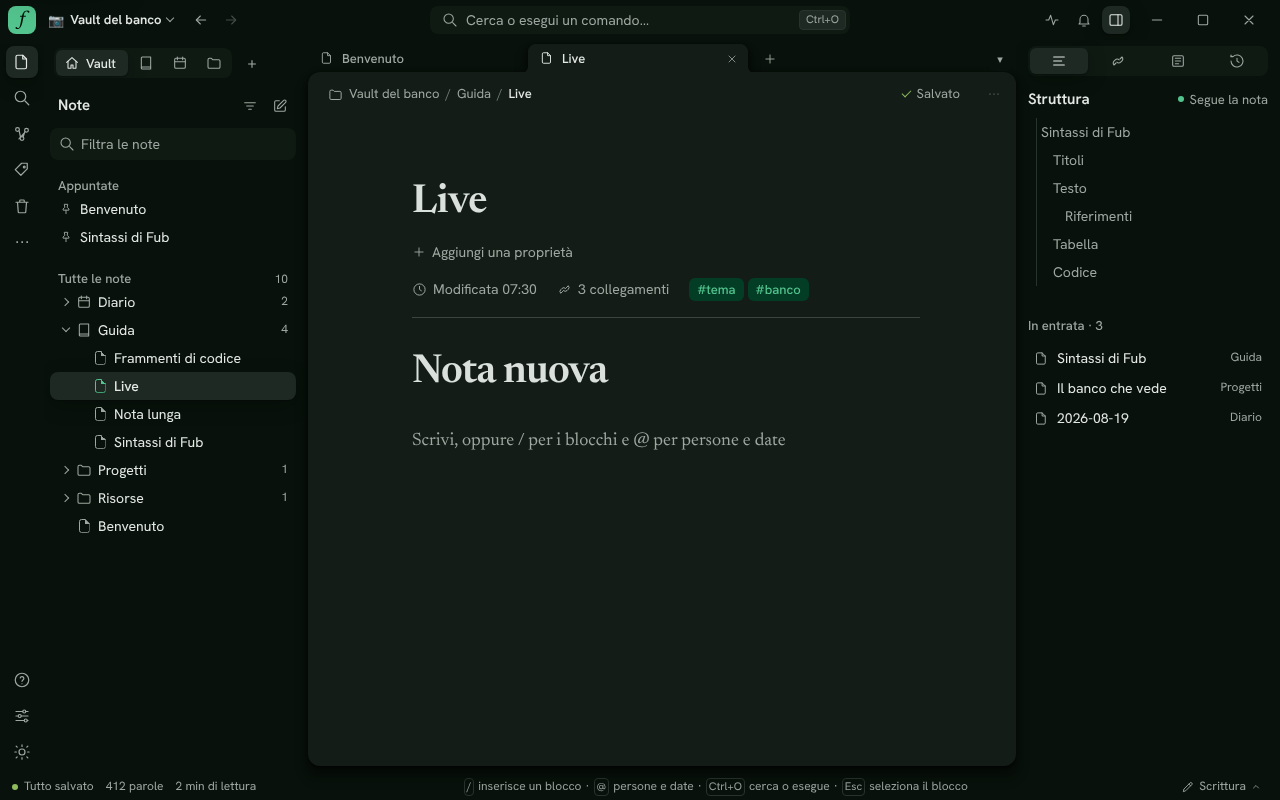 Vault del banco
Cerca o esegui un comando...
Ctrl+O
Vault
Note
Filtra le note
Appuntate
Benvenuto
Sintassi di Fub
Tutte le note 10
Diario 2
Guida 4
Frammenti di codice
Live
Nota lunga
Sintassi di Fub
Progetti 1
Risorse 1
Benvenuto
Benvenuto
Live
Vault del banco / Guida / Live
Salvato
Live
Aggiungi una proprietà
Modificata 07:30 3 collegamenti #tema #banco
Nota nuova
Scrivi, oppure / per i blocchi e @ per persone e date
Struttura
Segue la nota
Sintassi di Fub
Titoli
Testo
Riferimenti
Tabella
Codice
In entrata · 3
Sintassi di Fub Guida
Il banco che vede Progetti
2026-08-19 Diario
Tutto salvato 412 parole 2 min di lettura
/ inserisce un blocco · @ persone e date · Ctrl+O cerca o esegue · Esc seleziona il blocco
Scrittura